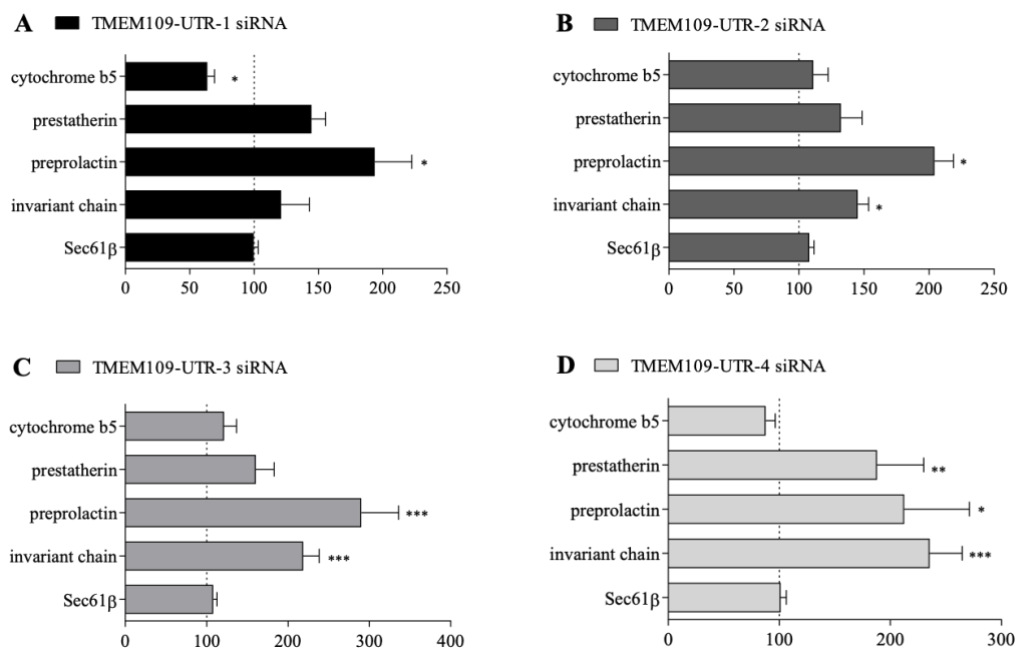 A TMEM109-UTR-1 siRNA
cytochrome b5
*
prestatherin
preprolactin
*
invariant chain
Sec61β
0 50 100 150 200 250
B TMEM109-UTR-2 siRNA
cytochrome b5
prestatherin
preprolactin
*
invariant chain
*
Sec61β
0 50 100 150 200 250
C TMEM109-UTR-3 siRNA
cytochrome b5
prestatherin
preprolactin
***
invariant chain
***
Sec61β
0 100 200 300 400
D TMEM109-UTR-4 siRNA
cytochrome b5
prestatherin
**
preprolactin
*
invariant chain
***
Sec61β
0 100 200 300